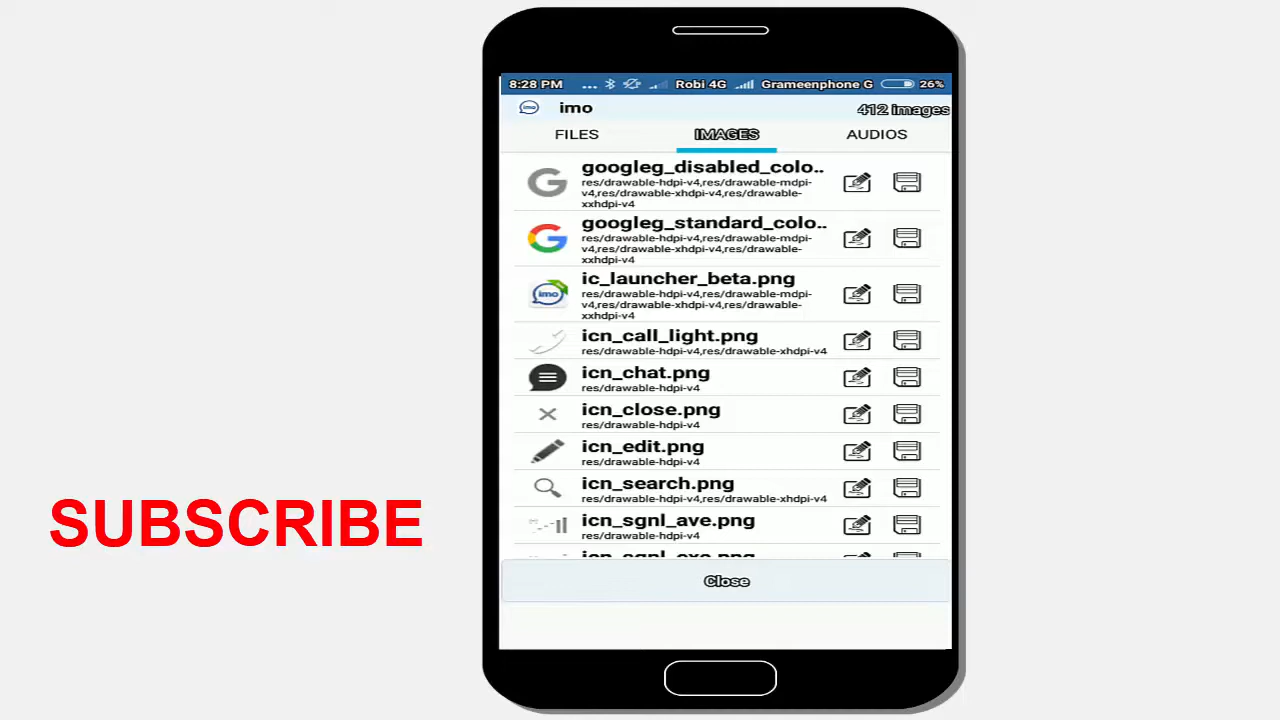 8:28 PM ... Robi 4G Grameenphone G 26%
imo imo 412 images
FILES IMAGES AUDIOS
googleg_disabled_colo..
res/drawable-hdpi-v4,res/drawable-mdpi-
v4,res/drawable-xhdpi-v4,res/drawable-
xxhdpi-v4
googleg_standard_colo..
res/drawable-hdpi-v4,res/drawable-mdpi-
v4,res/drawable-xhdpi-v4,res/drawable-
xxhdpi-v4
imo
ic_launcher_beta.png
res/drawable-hdpi-v4,res/drawable-mdpi-
v4,res/drawable-xhdpi-v4,res/drawable-
xxhdpi-v4
icn_call_light.png
res/drawable-hdpi-v4,res/drawable-xhdpi-v4
icn_chat.png
res/drawable-hdpi-v4
icn_close.png
res/drawable-hdpi-v4
icn_edit.png
res/drawable-hdpi-v4
icn_search.png
res/drawable-hdpi-v4,res/drawable-xhdpi-v4
icn_sgnl_ave.png
res/drawable-hdpi-v4
Close
SUBSCRIBE